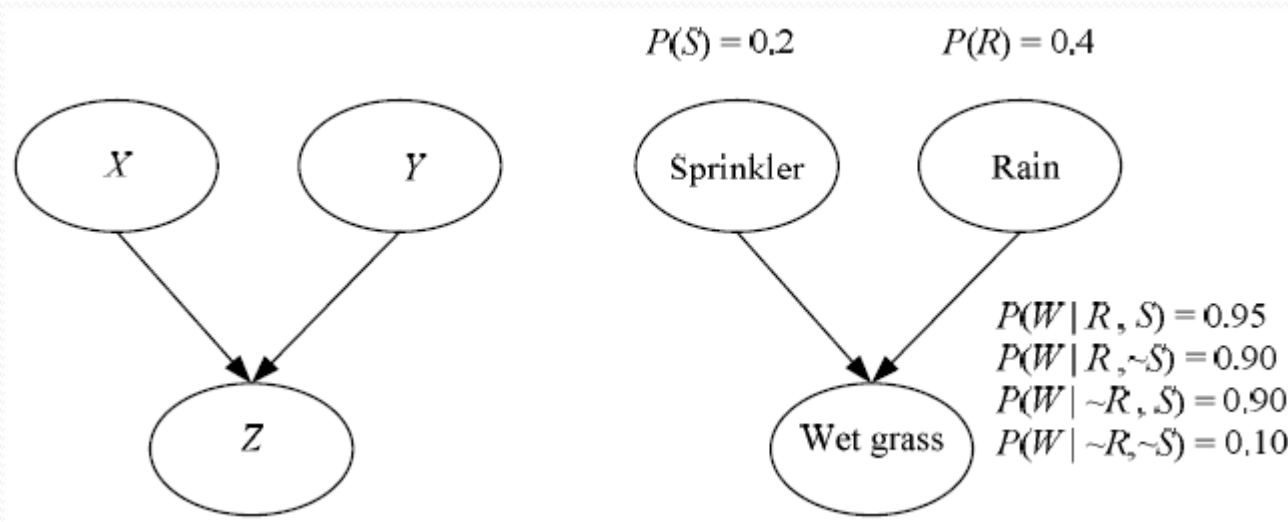 P(S) = 0.2
P(R) = 0.4
X
Y
Sprinkler
Rain
P(W | R , S) = 0.95
P(W | R ,~S) = 0.90
P(W | ~R , S) = 0.90
P(W | ~R,~S) = 0.10
Z
Wet grass